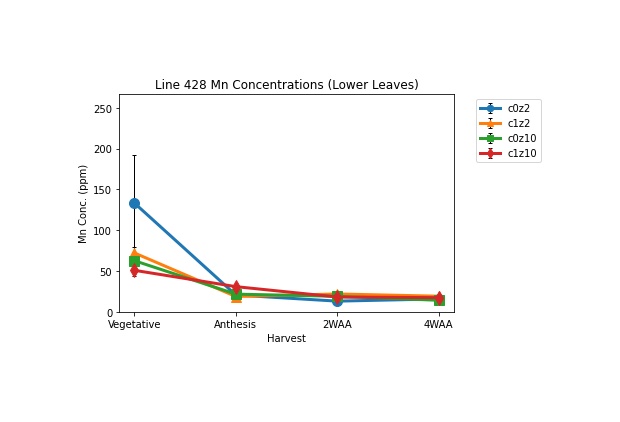 Line 428 Mn Concentrations (Lower Leaves)
250
200
150
100
50
0
Mn Conc. (ppm)
Vegetative Anthesis 2WAA 4WAA
Harvest
c0z2
c1z2
c0z10
c1z10